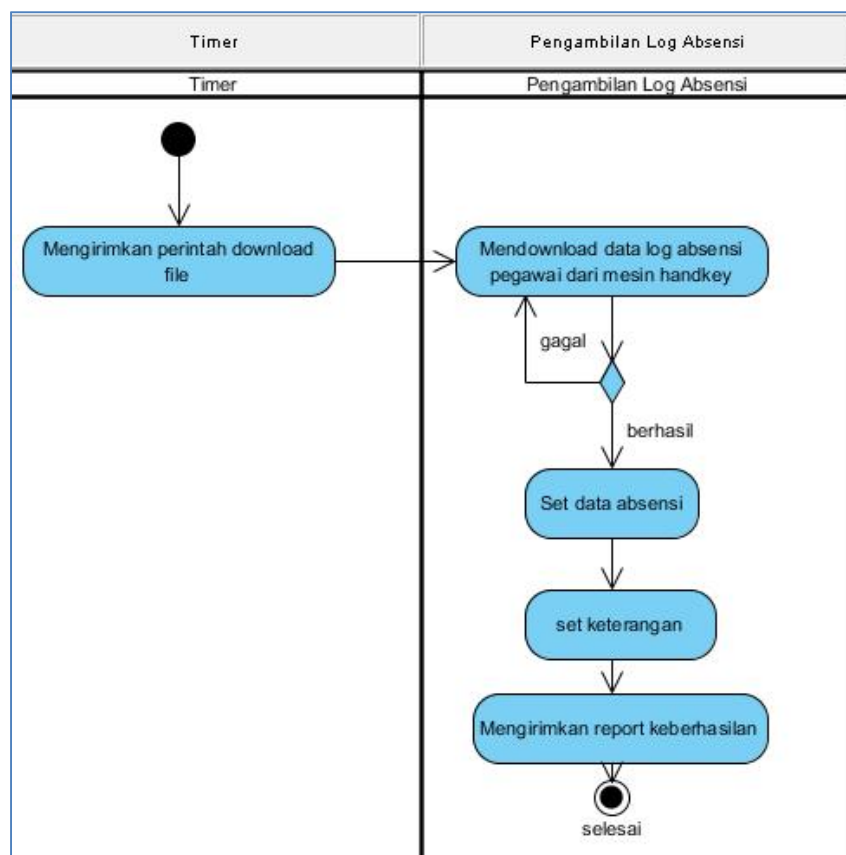 Timer
Pengambilan Log Absensi
Timer
Pengambilan Log Absensi
Mengirimkan perintah download
file
Mendownload data log absensi
pegawai dari mesin handkey
gagal
berhasil
Set data absensi
set keterangan
Mengirimkan report keberhasilan
selesai